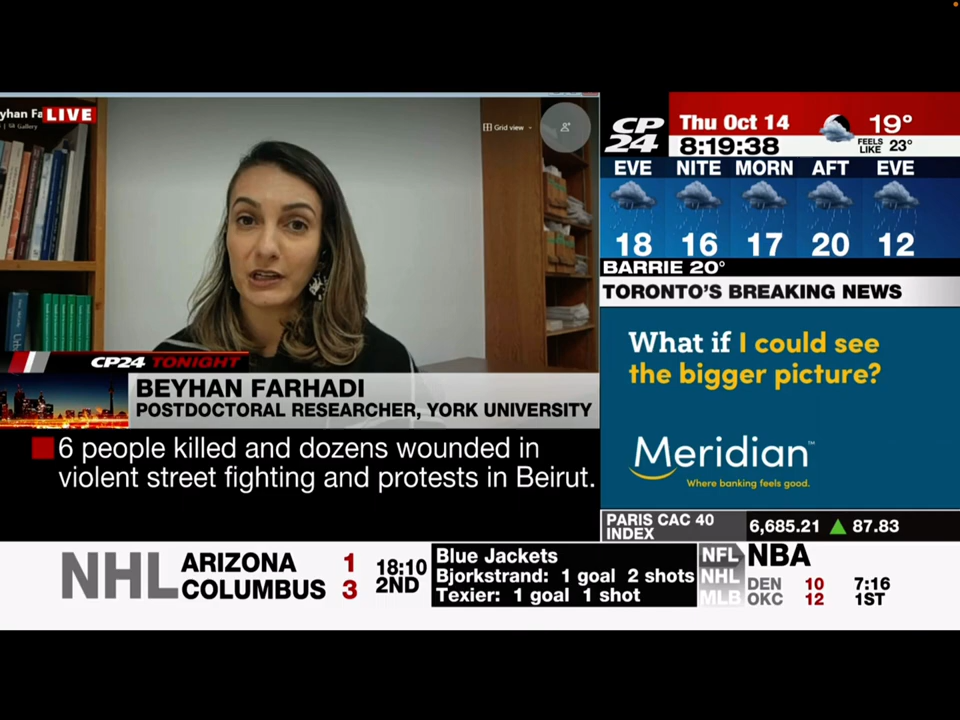 yhan Fa
LIVE
Gallery
Grid view
CP24 TONIGHT
BEYHAN FARHADI
POSTDOCTORAL RESEARCHER, YORK UNIVERSITY
6 people killed and dozens wounded in
violent street fighting and protests in Beirut.
CP
24
Thu Oct 14
8:19:38
19°
FEELS
LIKE 23°
EVE NITE MORN AFT EVE
18 16 17 20 12
BARRIE 20°
TORONTO'S BREAKING NEWS
What if I could see
the bigger picture?
Meridian™
Where banking feels good.
PARIS CAC 40
INDEX
6,685.21 ▲ 87.83
NHL
ARIZONA 1
COLUMBUS 3
18:10
2ND
Blue Jackets
Bjorkstrand: 1 goal 2 shots
Texier: 1 goal 1 shot
NFL
NHL
MLB
NBA
DEN 10 7:16
OKC 12 1ST